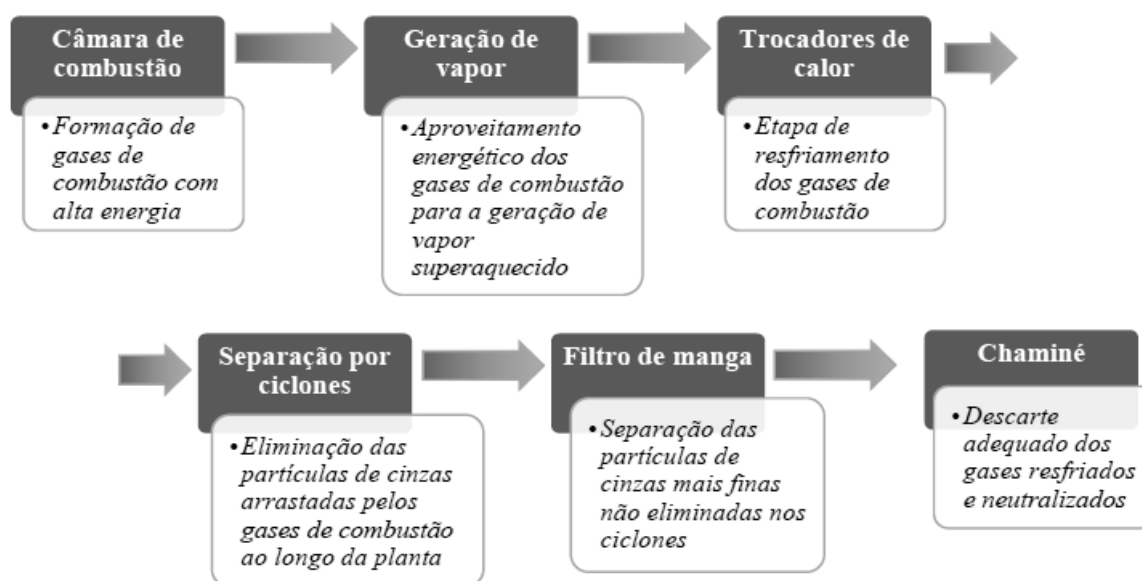 Câmara de
combustão
•Formação de
gases de
combustão com
alta energia
Geração de
vapor
•Aproveitamento
energético dos
gases de combustão
para a geração de
vapor
superaquecido
Trocadores de
calor
•Etapa de
resfriamento
dos gases de
combustão
Separação por
ciclones
•Eliminação das
partículas de cinzas
arrastadas pelos
gases de combustão
ao longo da planta
Filtro de manga
•Separação das
partículas de
cinzas mais finas
não eliminadas nos
ciclones
Chaminé
•Descarte
adequado dos
gases resfriados
e neutralizados